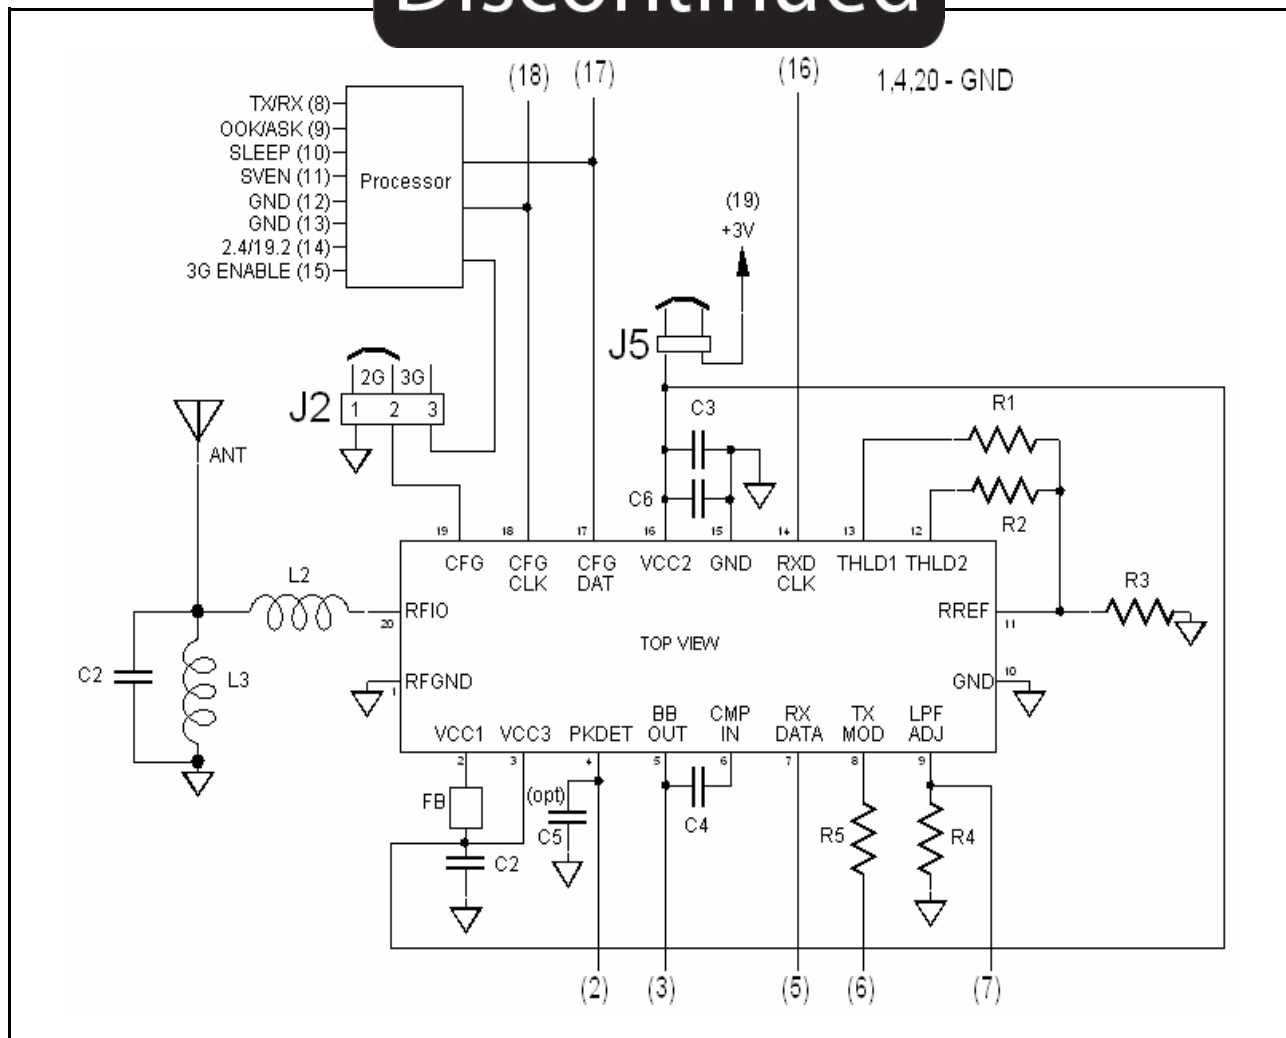 Discontinued
(18) (17) (16) 1,4,20 - GND
TX/RX (8)
OOK/ASK (9)
SLEEP (10)
SVEN (11)
GND (12)
GND (13)
2.4/19.2 (14)
3G ENABLE (15)
Processor
(19)
+3V
J5
2G 3G
J2 1 2 3
ANT
C3
C6
R1
R2
19 18 17 16 15 14 13 12
CFG CFG CFG VCC2 GND RXD THLD1 THLD2
CLK DAT CLK
L2
R3
RFIO RREF
20 11
TOP VIEW
C2 L3
RFGND GND 10
1
BB CMP RX TX LPF
VCC1 VCC3 PKDET OUT IN DATA MOD ADJ
2 3 4 5 6 7 8 9
FB (opt)
C5 C4 R5 R4
C2
(2) (3) (5) (6) (7)